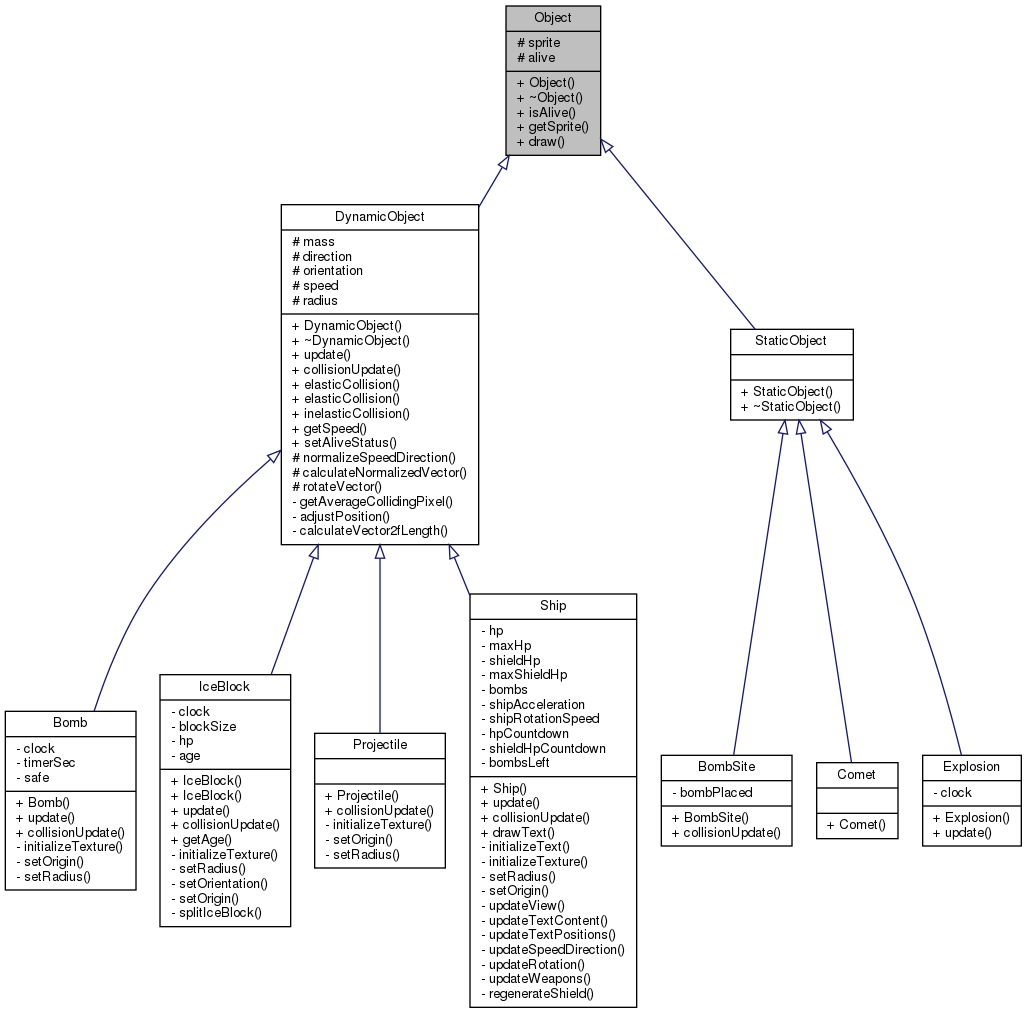 Object
# sprite
# alive
+ Object()
+ ~Object()
+ isAlive()
+ getSprite()
+ draw()
DynamicObject
# mass
# direction
# orientation
# speed
# radius
+ DynamicObject()
+ ~DynamicObject()
+ update()
+ collisionUpdate()
+ elasticCollision()
+ elasticCollision()
+ inelasticCollision()
+ getSpeed()
+ setAliveStatus()
# normalizeSpeedDirection()
# calculateNormalizedVector()
# rotateVector()
- getAverageCollidingPixel()
- adjustPosition()
- calculateVector2fLength()
StaticObject
+ StaticObject()
+ ~StaticObject()
Bomb
- clock
- timerSec
- safe
+ Bomb()
+ update()
+ collisionUpdate()
- initializeTexture()
- setOrigin()
- setRadius()
IceBlock
- clock
- blockSize
- hp
- age
+ IceBlock()
+ IceBlock()
+ update()
+ collisionUpdate()
+ getAge()
- initializeTexture()
- setRadius()
- setOrientation()
- setOrigin()
- splitIceBlock()
Projectile
+ Projectile()
+ collisionUpdate()
- initializeTexture()
- setOrigin()
- setRadius()
Ship
- hp
- maxHp
- shieldHp
- maxShieldHp
- bombs
- shipAcceleration
- shipRotationSpeed
- hpCountdown
- shieldHpCountdown
- bombsLeft
+ Ship()
+ update()
+ collisionUpdate()
+ drawText()
- initializeText()
- initializeTexture()
- setRadius()
- setOrigin()
- updateView()
- updateTextContent()
- updateTextPositions()
- updateSpeedDirection()
- updateRotation()
- updateWeapons()
- regenerateShield()
BombSite
- bombPlaced
+ BombSite()
+ collisionUpdate()
Comet
+ Comet()
Explosion
- clock
+ Explosion()
+ update()